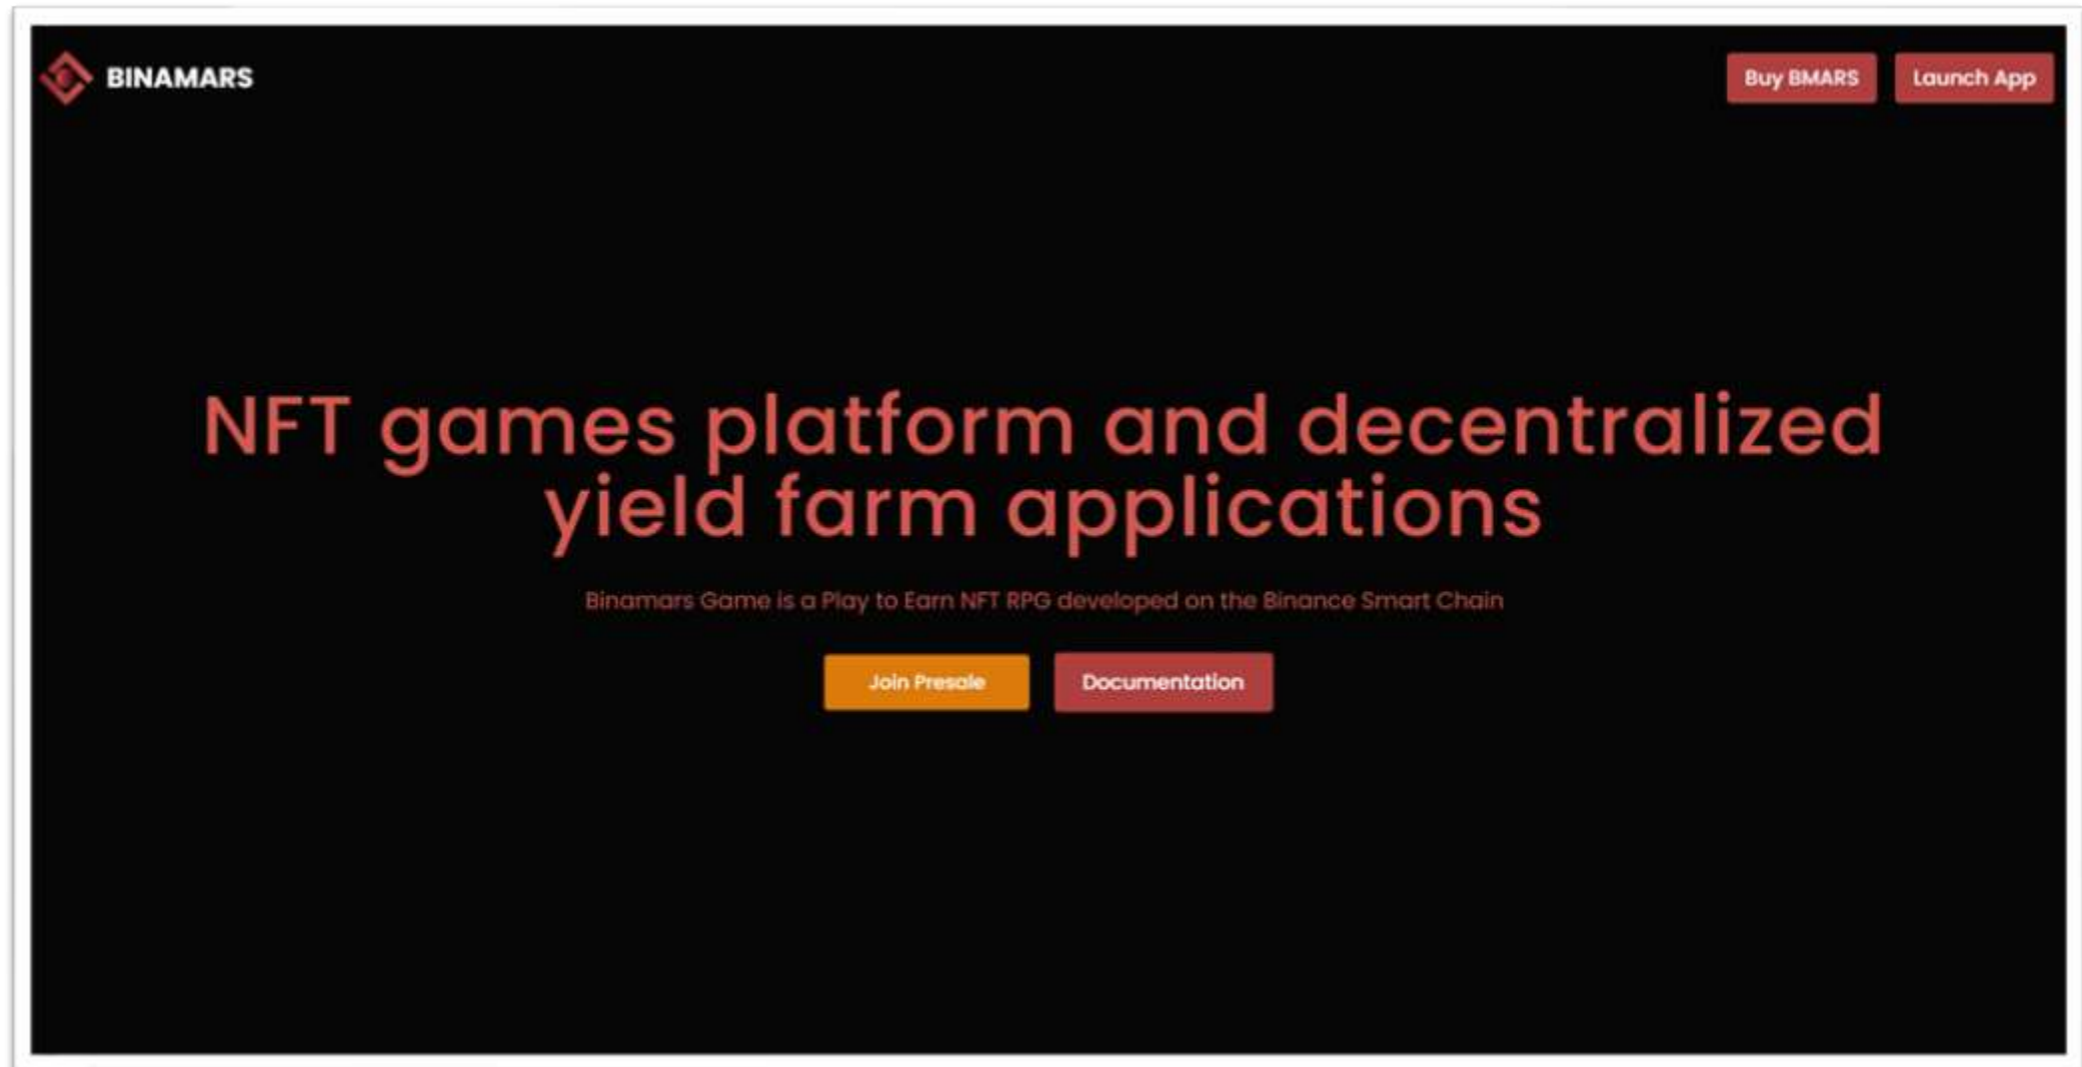 BINAMARS
Buy BMARS
Launch App
NFT games platform and decentralized
yield farm applications
Binamars Game is a Play to Earn NFT RPG developed on the Binance Smart Chain
Join Presale
Documentation